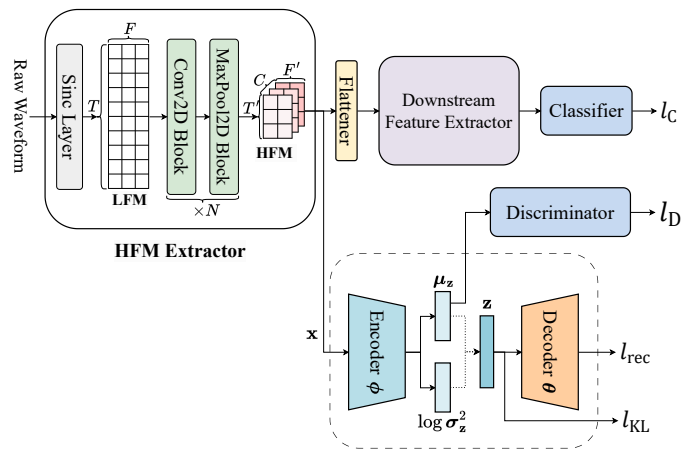 Raw Waveform
Sinc Layer
T
F
LFM
Conv2D Block
MaxPool2D Block
×N
T′
C
F′
HFM
HFM Extractor
Flattener
Downstream
Feature Extractor
Classifier
l_C
Discriminator
l_D
x
Encoder ϕ
μ_z
log σ_z^2
z
Decoder θ
l_rec
l_KL